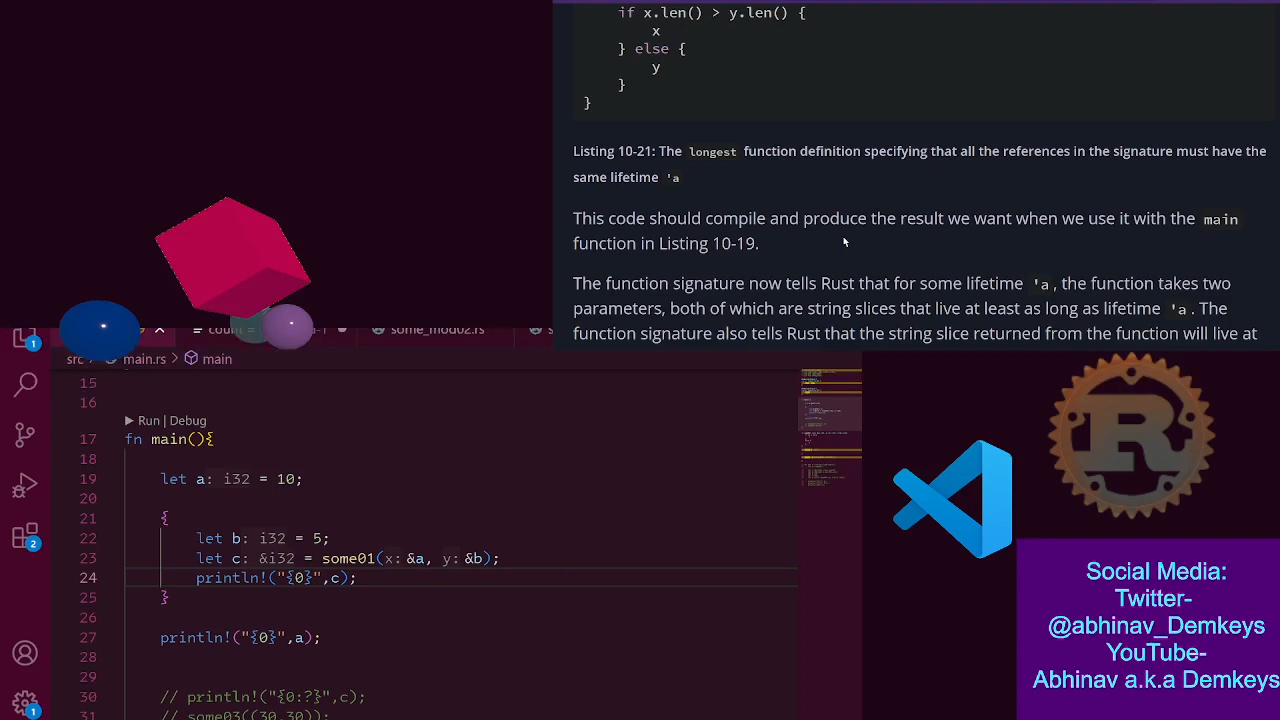 if x.len() > y.len() {
x
} else {
y
}
}
Listing 10-21: The longest function definition specifying that all the references in the signature must have the
same lifetime 'a
This code should compile and produce the result we want when we use it with the main
function in Listing 10-19.
The function signature now tells Rust that for some lifetime 'a, the function takes two
parameters, both of which are string slices that live at least as long as lifetime 'a. The
function signature also tells Rust that the string slice returned from the function will live at
some_mod02.rs
src > main.rs > main
15
16
Run | Debug
17 fn main(){
18
19 let a: i32 = 10;
20
21 {
22 let b: i32 = 5;
23 let c: &i32 = some01(x: &a, y: &b);
24 println!("{0}",c);
25 }
26
27 println!("{0}",a);
28
29
30 // println!("{0:?}",c);
31 // some03((30,30));
1
2
1
R
Social Media:
Twitter-
@abhinav_Demkeys
YouTube-
Abhinav a.k.a Demkeys